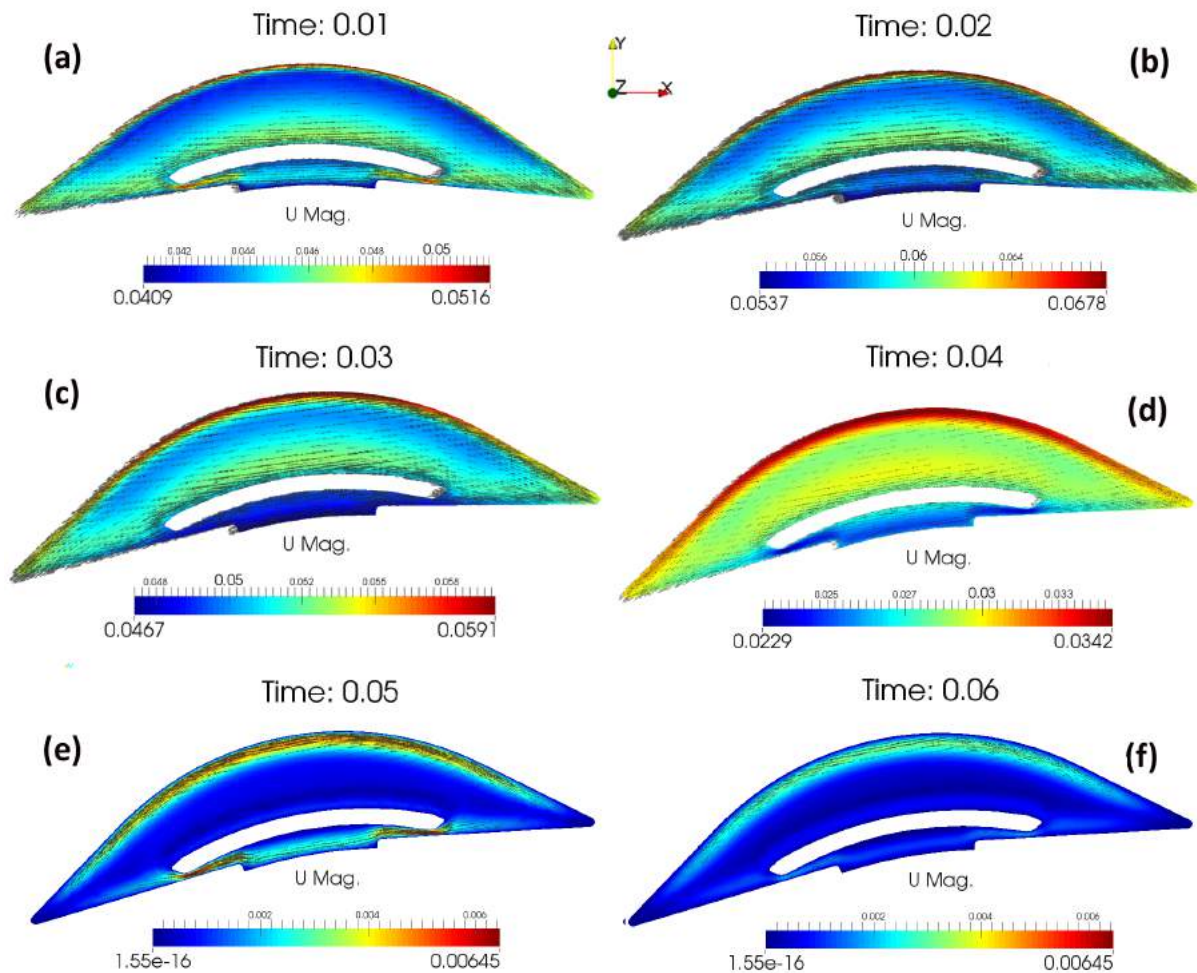 Time: 0.01
(a)
U Mag.
0.042 0.044 0.046 0.048 0.05
0.0409 0.0516
Y
Z X
Time: 0.02
(b)
U Mag.
0.056 0.06 0.064
0.0537 0.0678
Time: 0.03
(c)
U Mag.
0.048 0.05 0.052 0.055 0.058
0.0467 0.0591
Time: 0.04
(d)
U Mag.
0.025 0.027 0.03 0.033
0.0229 0.0342
Time: 0.05
(e)
U Mag.
0.002 0.004 0.006
1.55e-16 0.00645
Time: 0.06
(f)
U Mag.
0.002 0.004 0.006
1.55e-16 0.00645